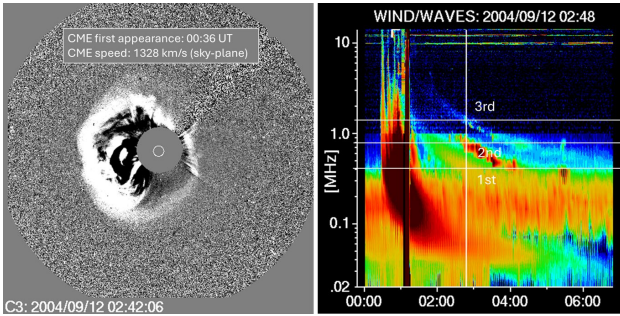 CME first appearance: 00:36 UT
CME speed: 1328 km/s (sky-plane)
C3: 2004/09/12 02:42:06
WIND/WAVES: 2004/09/12 02:48
10
3rd
1.0
2nd
1st
[MHz]
0.1
.02
00:00 02:00 04:00 06:00